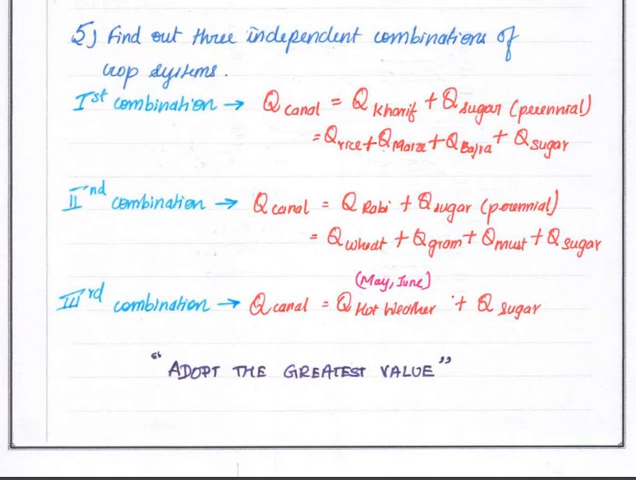 5) Find out three independent combinations of
crop systems.
Iˢᵗ combination → Q canal = Q Kharif + Q sugar (perennial)
= Q rice + Q Maize + Q Bajra + Q sugar
IIⁿᵈ combination → Q canal = Q Rabi + Q sugar (perennial)
= Q wheat + Q gram + Q must + Q sugar
(May, June)
IIIʳᵈ combination → Q canal = Q Hot Weather + Q sugar
"ADOPT THE GREATEST VALUE"